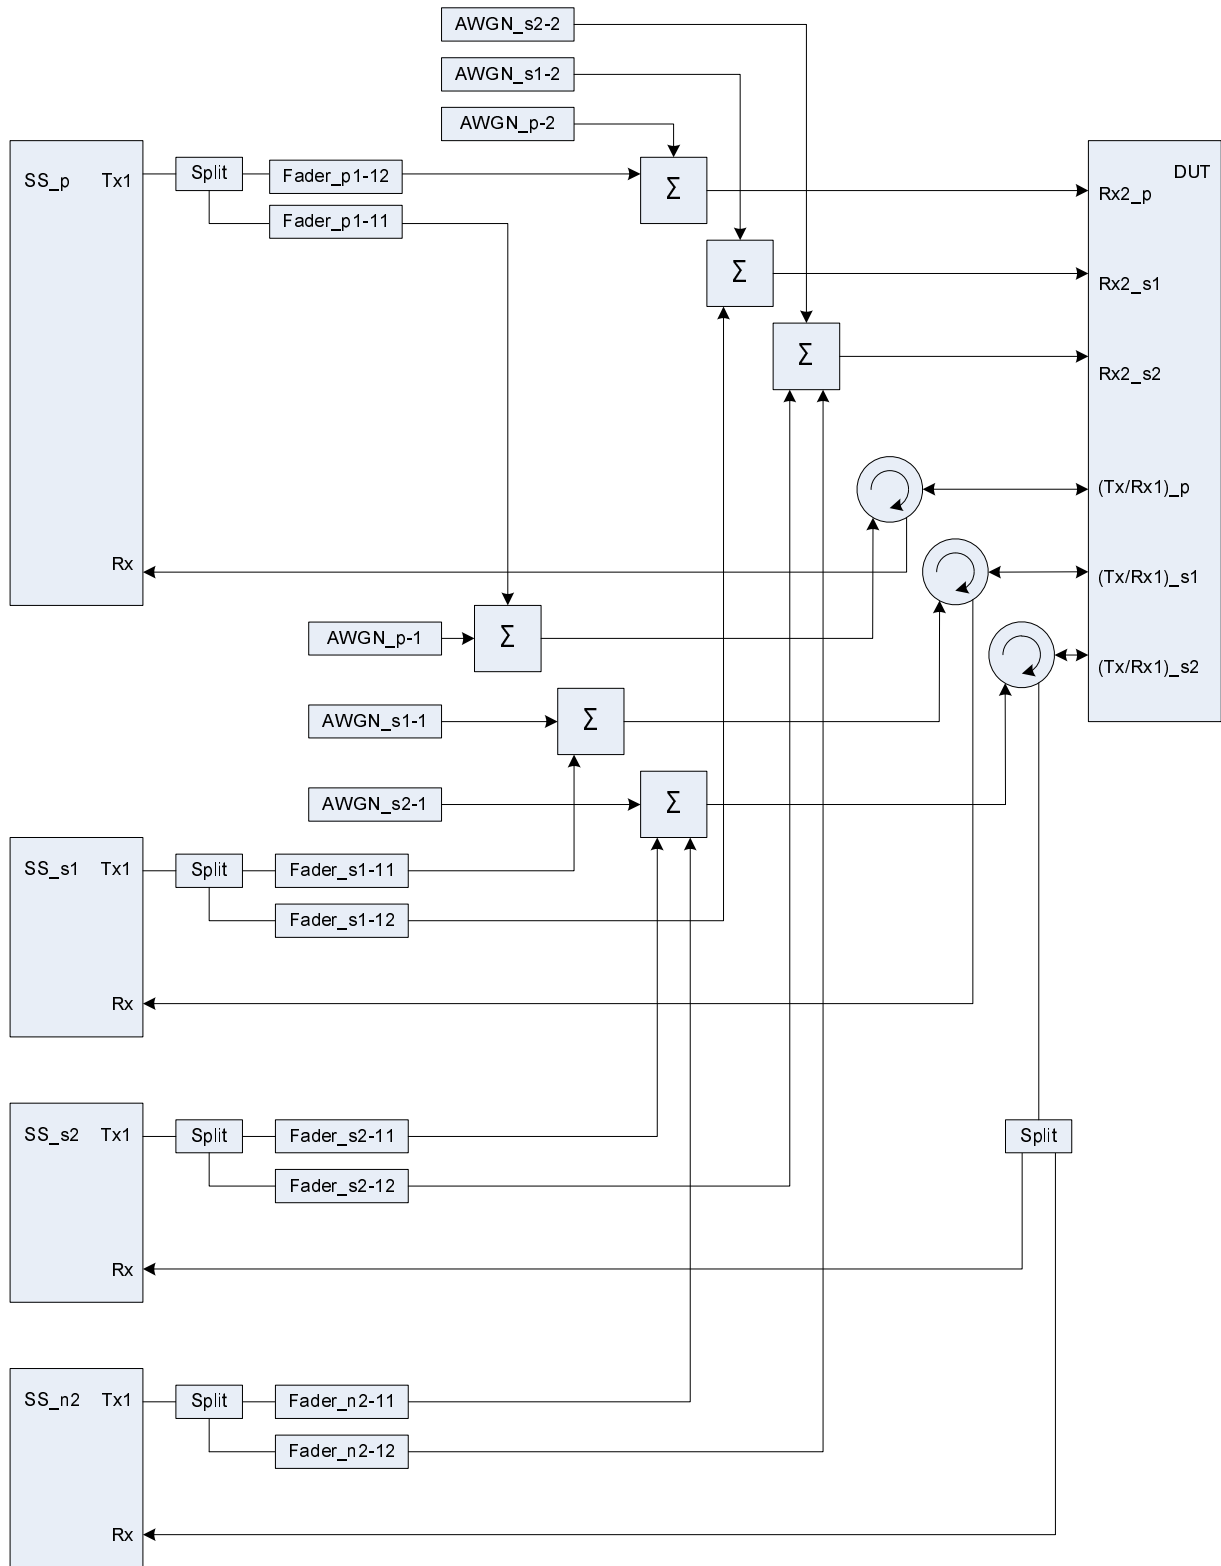 AWGN_s2-2
AWGN_s1-2
AWGN_p-2
SS_p Tx1
Split
Fader_p1-12
Fader_p1-11
Σ
Σ
Σ
DUT
Rx2_p
Rx2_s1
Rx2_s2
(Tx/Rx1)_p
(Tx/Rx1)_s1
(Tx/Rx1)_s2
Rx
AWGN_p-1
Σ
AWGN_s1-1
Σ
AWGN_s2-1
Σ
SS_s1 Tx1
Split
Fader_s1-11
Fader_s1-12
Rx
SS_s2 Tx1
Split
Fader_s2-11
Fader_s2-12
Split
Rx
SS_n2 Tx1
Split
Fader_n2-11
Fader_n2-12
Rx